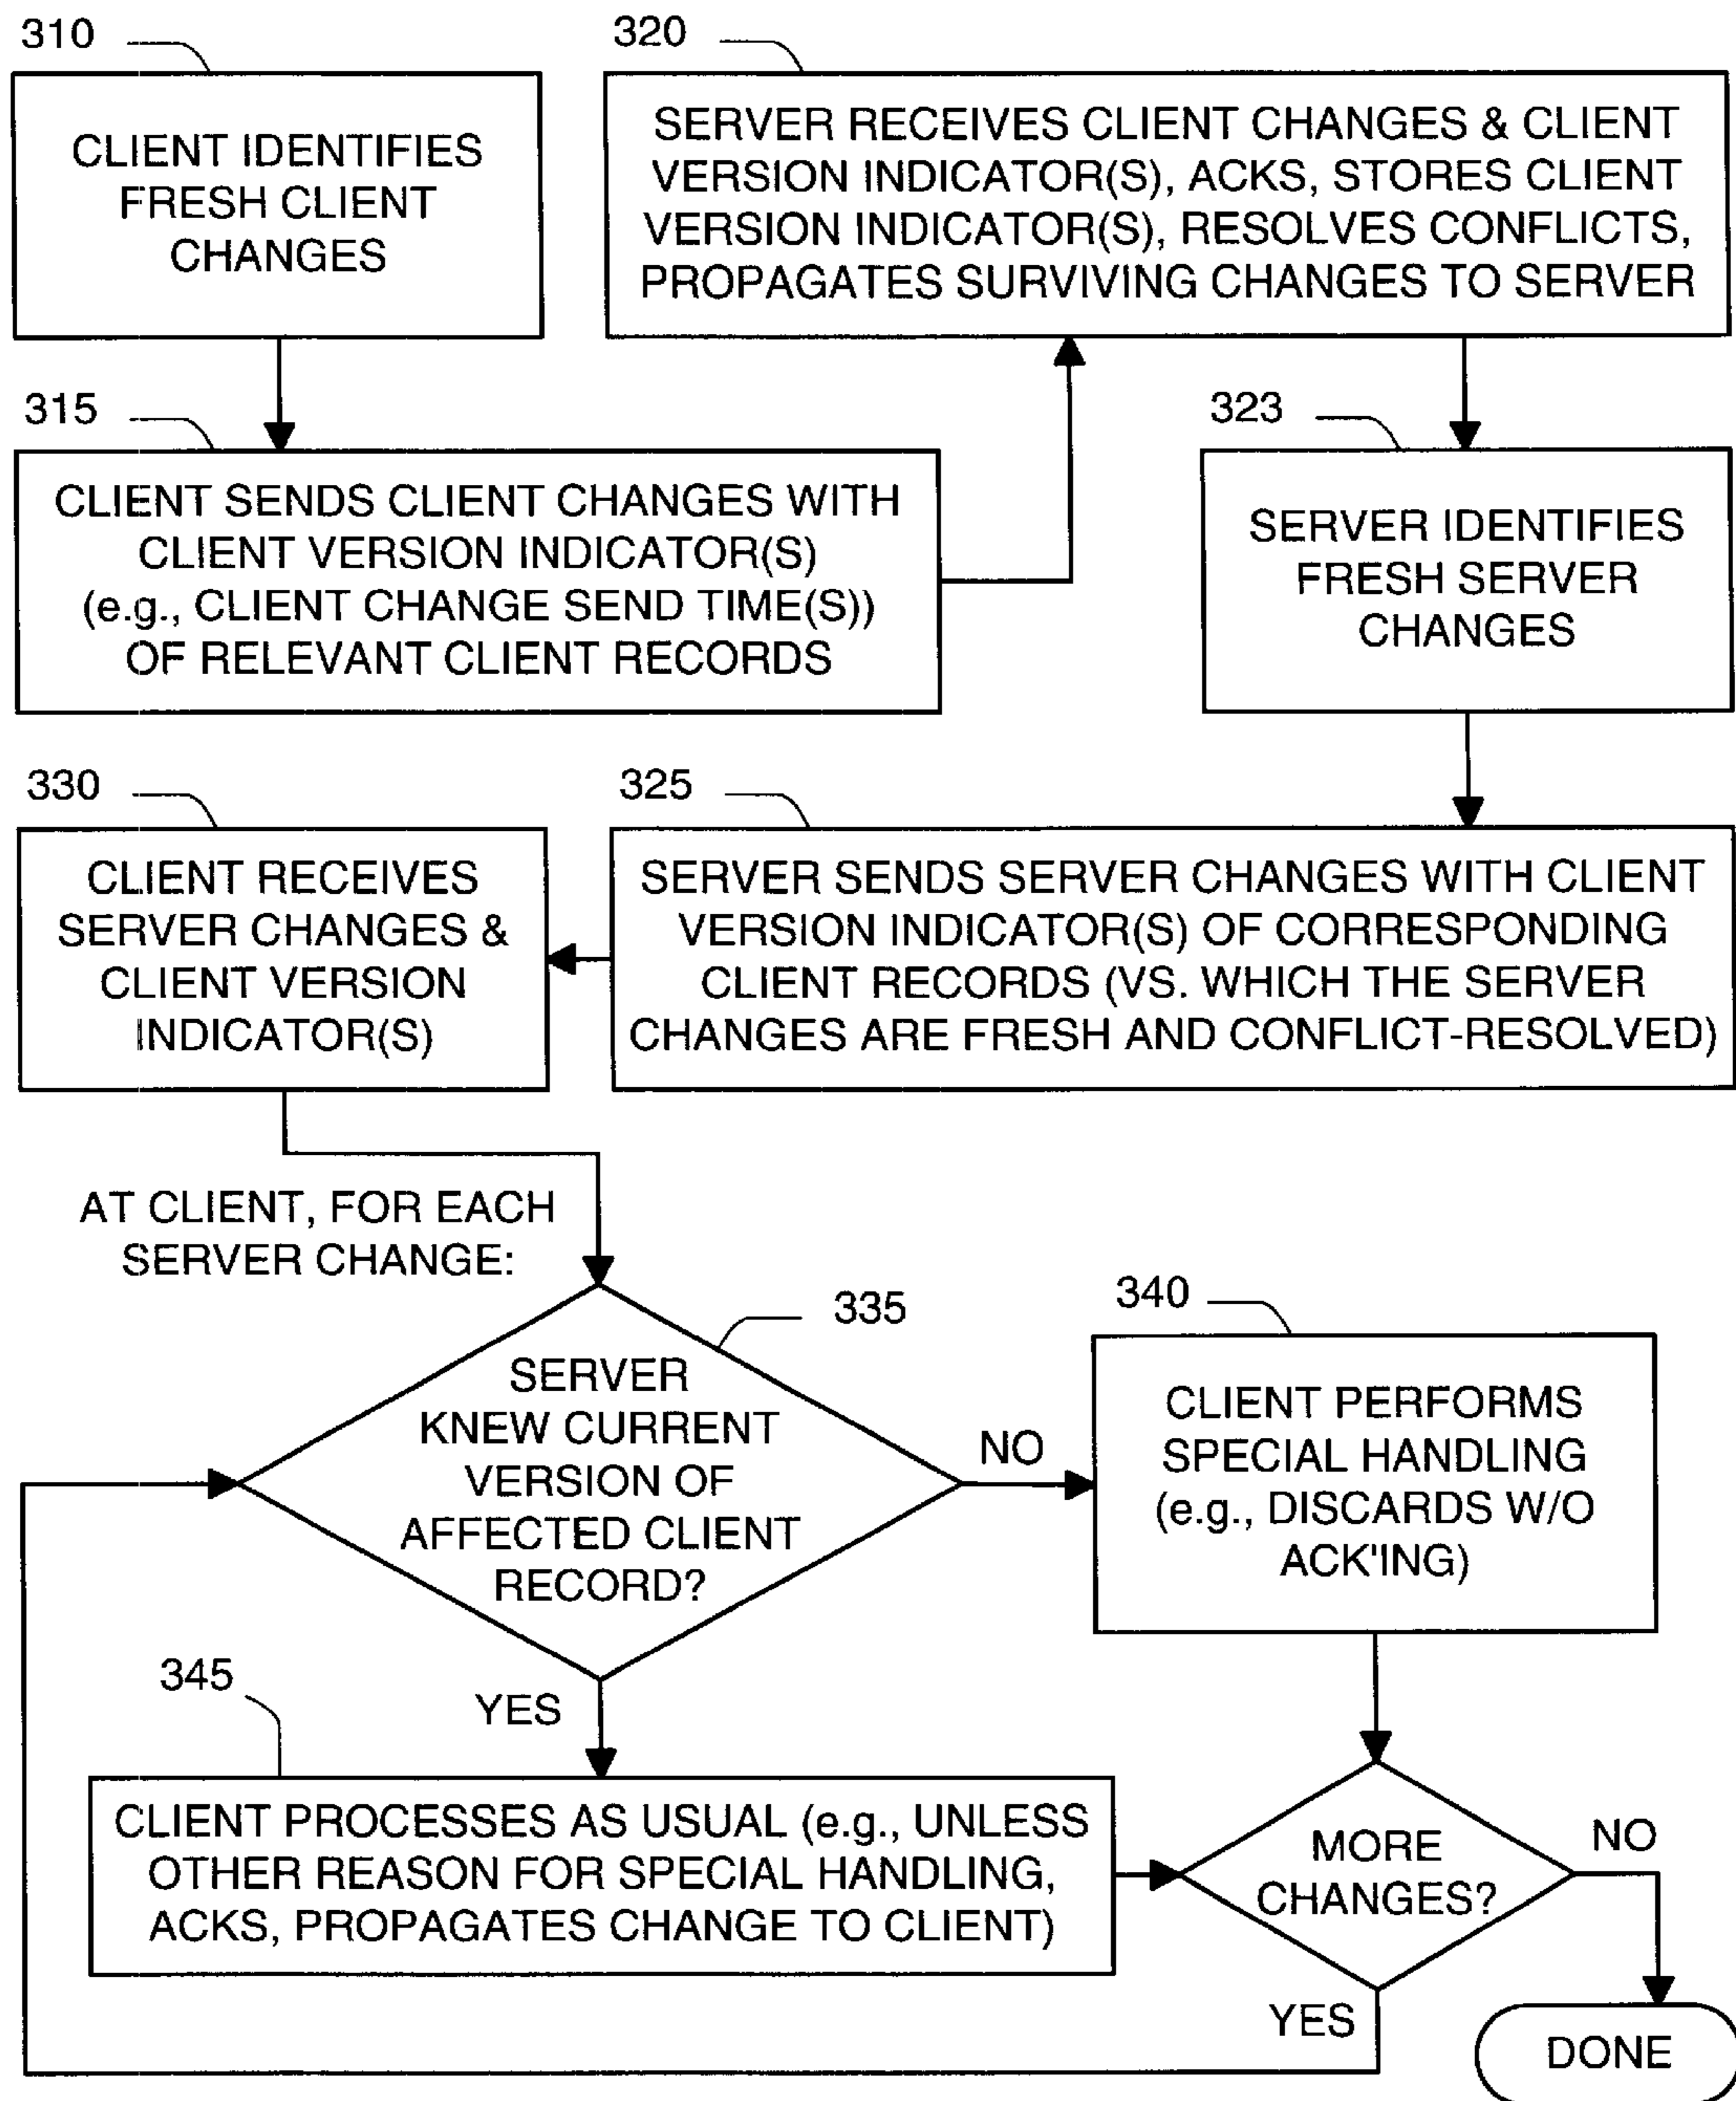 310
CLIENT IDENTIFIES
FRESH CLIENT
CHANGES
320
SERVER RECEIVES CLIENT CHANGES & CLIENT
VERSION INDICATOR(S), ACKS, STORES CLIENT
VERSION INDICATOR(S), RESOLVES CONFLICTS,
PROPAGATES SURVIVING CHANGES TO SERVER
315
CLIENT SENDS CLIENT CHANGES WITH
CLIENT VERSION INDICATOR(S)
(e.g., CLIENT CHANGE SEND TIME(S))
OF RELEVANT CLIENT RECORDS
323
SERVER IDENTIFIES
FRESH SERVER
CHANGES
330
CLIENT RECEIVES
SERVER CHANGES &
CLIENT VERSION
INDICATOR(S)
325
SERVER SENDS SERVER CHANGES WITH CLIENT
VERSION INDICATOR(S) OF CORRESPONDING
CLIENT RECORDS (VS. WHICH THE SERVER
CHANGES ARE FRESH AND CONFLICT-RESOLVED)
AT CLIENT, FOR EACH
SERVER CHANGE:
335
SERVER
KNEW CURRENT
VERSION OF
AFFECTED CLIENT
RECORD?
NO
340
CLIENT PERFORMS
SPECIAL HANDLING
(e.g., DISCARDS W/O
ACK'ING)
YES
345
CLIENT PROCESSES AS USUAL (e.g., UNLESS
OTHER REASON FOR SPECIAL HANDLING,
ACKS, PROPAGATES CHANGE TO CLIENT)
MORE
CHANGES?
NO
YES
DONE